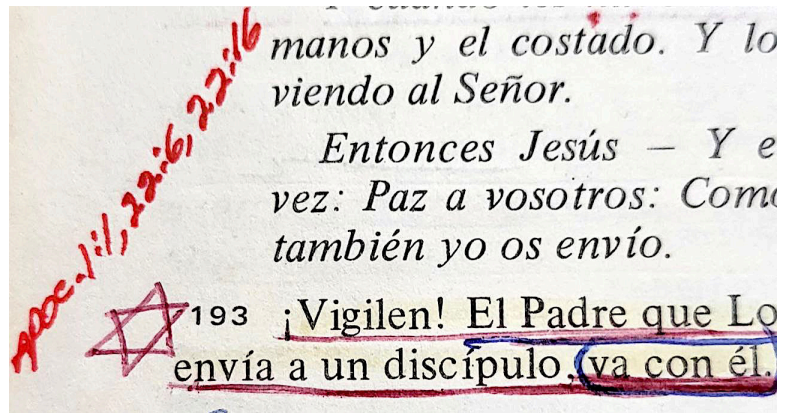 manos y el costado. Y lo
viendo al Señor.
Entonces Jesús — Y e
vez: Paz a vosotros: Como
también yo os envío.
APOC. 1:1, 22:6, 22:16
193 ¡Vigilen! El Padre que Lo
envía a un discípulo, va con él.